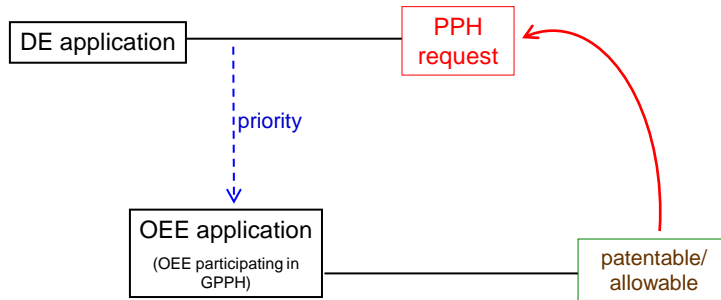 DE application
PPH
request
priority
OEE application
(OEE participating in
GPPH)
patentable/
allowable